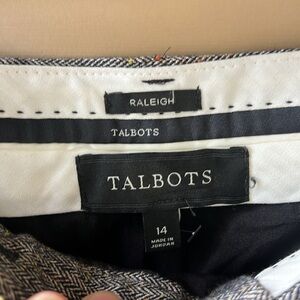 RALEIGH
TALBOTS
TALBOTS
14
MADE IN
JORDAN